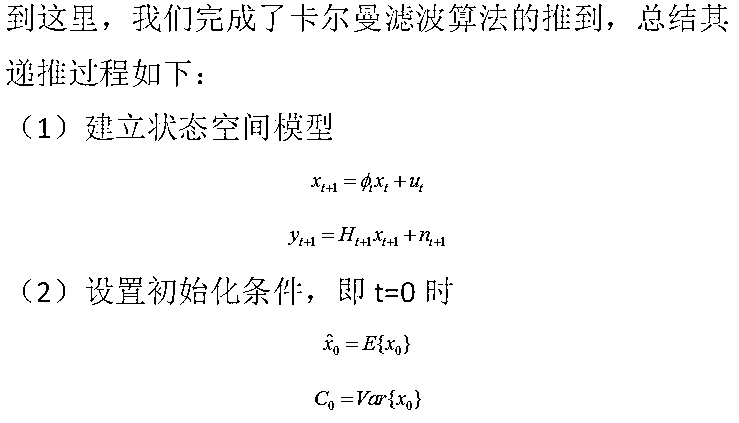 到这里，我们完成了卡尔曼滤波算法的推到，总结其
递推过程如下：
（1）建立状态空间模型
x_{t+1} = ϕ_t x_t + u_t
y_{t+1} = H_{t+1} x_{t+1} + n_{t+1}
（2）设置初始化条件，即 t=0 时
x̂_0 = E{x_0}
C_0 = Var{x_0}